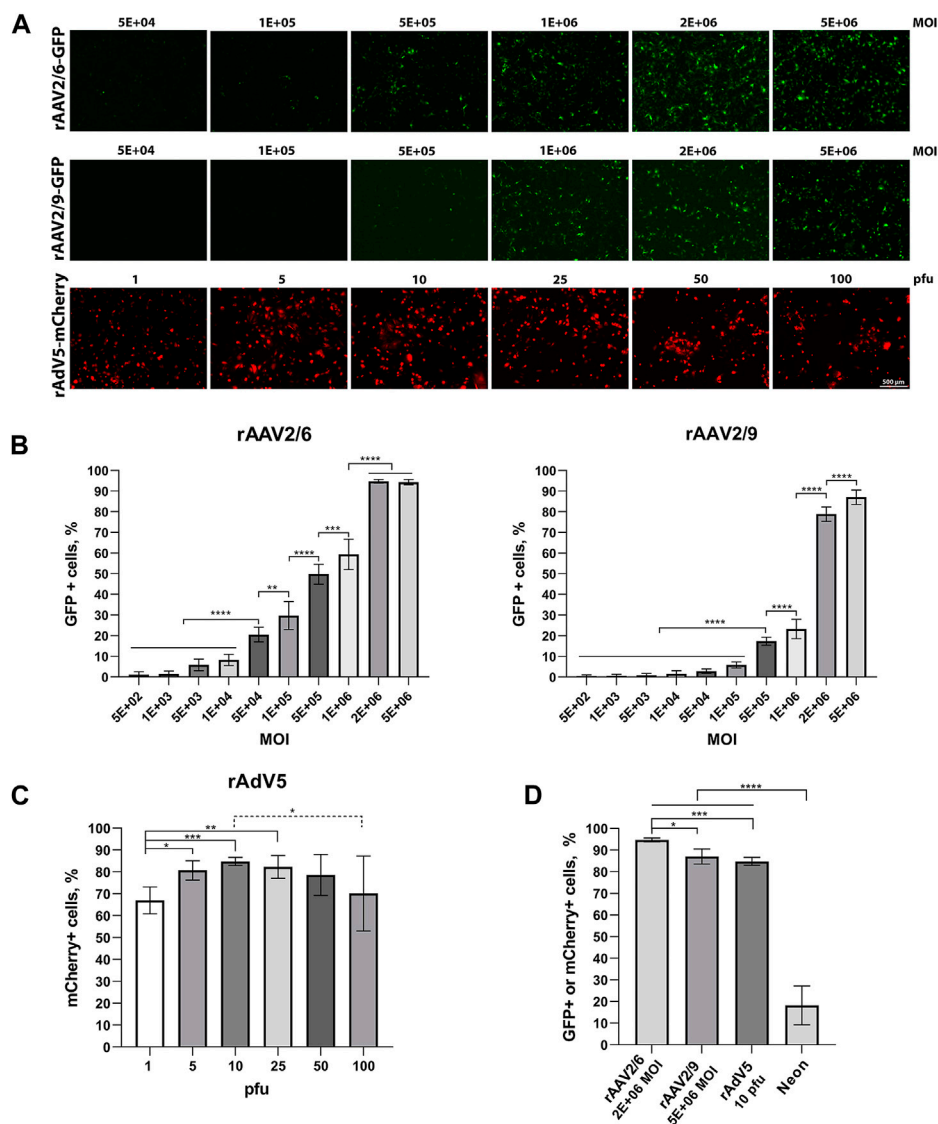 A
5E+04 1E+05 5E+05 1E+06 2E+06 5E+06 MOI
rAAV2/6-GFP
5E+04 1E+05 5E+05 1E+06 2E+06 5E+06 MOI
rAAV2/9-GFP
1 5 10 25 50 100 pfu
rAdV5-mCherry
500 µm
B
rAAV2/6
GFP + cells, %
100
90
80
70
60
50
40
30
20
10
0
****
**
****
***
****
5E+02 1E+03 5E+03 1E+04 5E+04 1E+05 5E+05 1E+06 2E+06 5E+06
MOI
rAAV2/9
GFP + cells, %
100
90
80
70
60
50
40
30
20
10
0
****
****
****
****
5E+02 1E+03 5E+03 1E+04 5E+04 1E+05 5E+05 1E+06 2E+06 5E+06
MOI
C
rAdV5
mCherry+ cells, %
100
90
80
70
60
50
40
30
20
10
0
*
***
**
*
1 5 10 25 50 100
pfu
D
GFP+ or mCherry+ cells, %
100
90
80
70
60
50
40
30
20
10
0
****
***
*
rAAV2/6
2E+06 MOI
rAAV2/9
5E+06 MOI
rAdV5
10 pfu
Neon